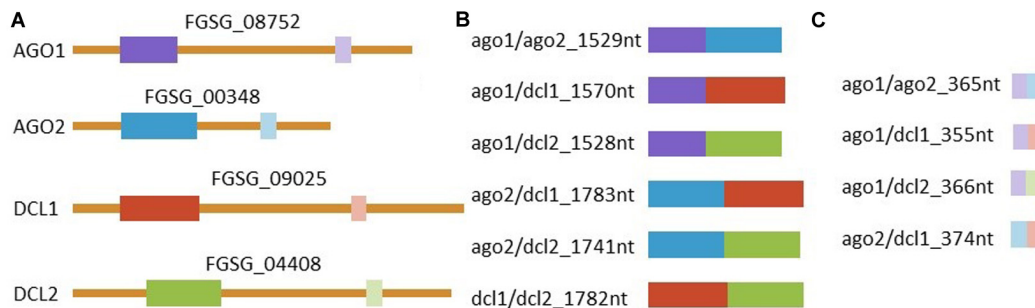 A
FGSG_08752
AGO1
FGSG_00348
AGO2
FGSG_09025
DCL1
FGSG_04408
DCL2
B
ago1/ago2_1529nt
ago1/dcl1_1570nt
ago1/dcl2_1528nt
ago2/dcl1_1783nt
ago2/dcl2_1741nt
dcl1/dcl2_1782nt
C
ago1/ago2_365nt
ago1/dcl1_355nt
ago1/dcl2_366nt
ago2/dcl1_374nt